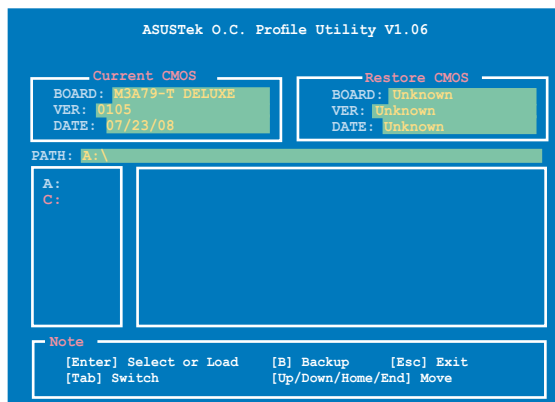 ASUSTek O.C. Profile Utility V1.06
Current CMOS
BOARD: M3A79-T DELUXE
VER: 0105
DATE: 07/23/08
Restore CMOS
BOARD: Unknown
VER: Unknown
DATE: Unknown
PATH: A:\
A:
C:
Note
[Enter] Select or Load [B] Backup [Esc] Exit
[Tab] Switch [Up/Down/Home/End] Move